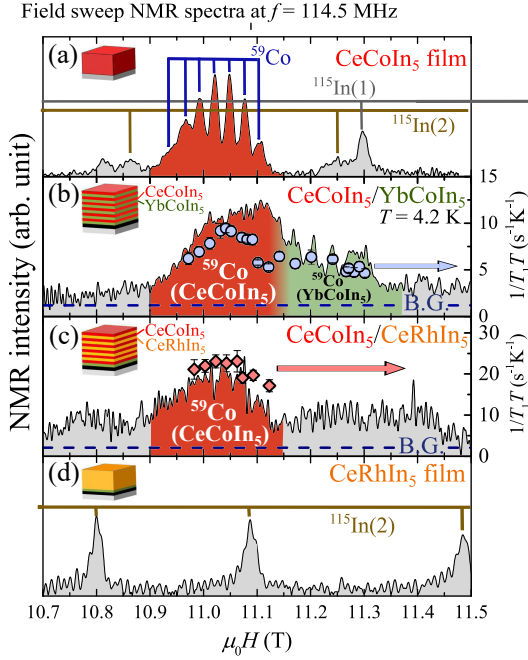 Field sweep NMR spectra at f = 114.5 MHz
(a)
⁵⁹Co
CeCoIn₅ film
¹¹⁵In(1)
¹¹⁵In(2)
NMR intensity (arb. unit)
(b)
CeCoIn₅
YbCoIn₅
CeCoIn₅/YbCoIn₅
T = 4.2 K
⁵⁹Co
(CeCoIn₅)
⁵⁹Co
(YbCoIn₅)
B.G.
15
10
5
0
1/T₁T (s⁻¹K⁻¹)
(c)
CeCoIn₅
CeRhIn₅
CeCoIn₅/CeRhIn₅
⁵⁹Co
(CeCoIn₅)
B.G.
30
20
10
0
1/T₁T (s⁻¹K⁻¹)
(d)
CeRhIn₅ film
¹¹⁵In(2)
10.7 10.8 10.9 11.0 11.1 11.2 11.3 11.4 11.5
μ₀H (T)